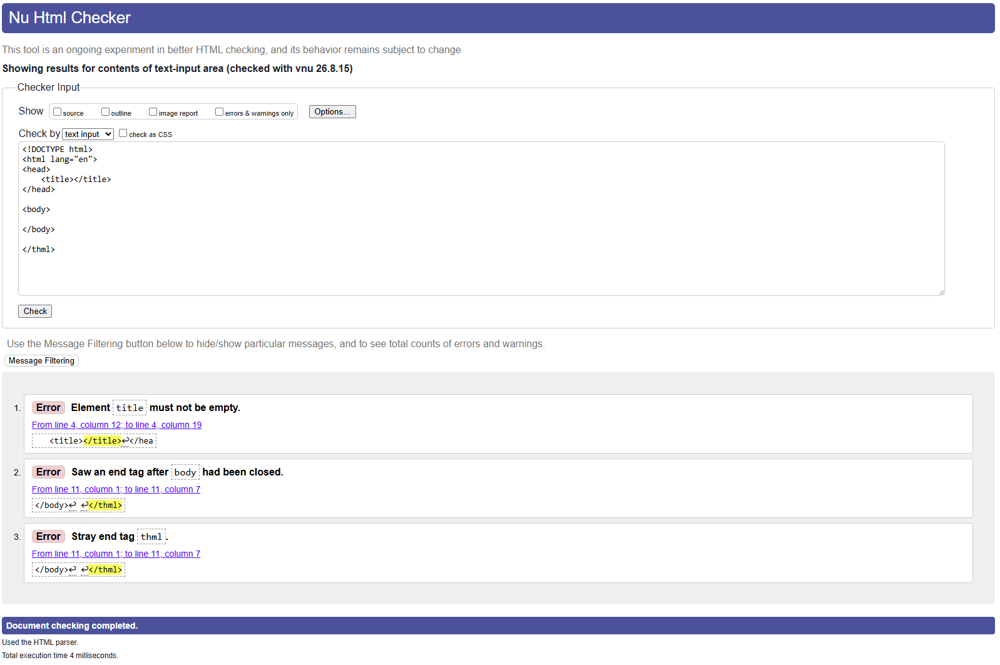 Nu Html Checker
This tool is an ongoing experiment in better HTML checking, and its behavior remains subject to change
Showing results for contents of text-input area (checked with vnu 26.8.15)
Checker Input
Show source outline image report errors & warnings only Options...
Check by text input check as CSS
<!DOCTYPE html>
<html lang="en">
<head>
    <title></title>
</head>
<body>
</body>
</thml>
Check
Use the Message Filtering button below to hide/show particular messages, and to see total counts of errors and warnings.
Message Filtering
1. Error Element title must not be empty.
From line 4, column 12; to line 4, column 19
<title></title>↩</hea
2. Error Saw an end tag after body had been closed.
From line 11, column 1; to line 11, column 7
</body>↩ ↩</thml>
3. Error Stray end tag thml.
From line 11, column 1; to line 11, column 7
</body>↩ ↩</thml>
Document checking completed.
Used the HTML parser.
Total execution time 4 milliseconds.